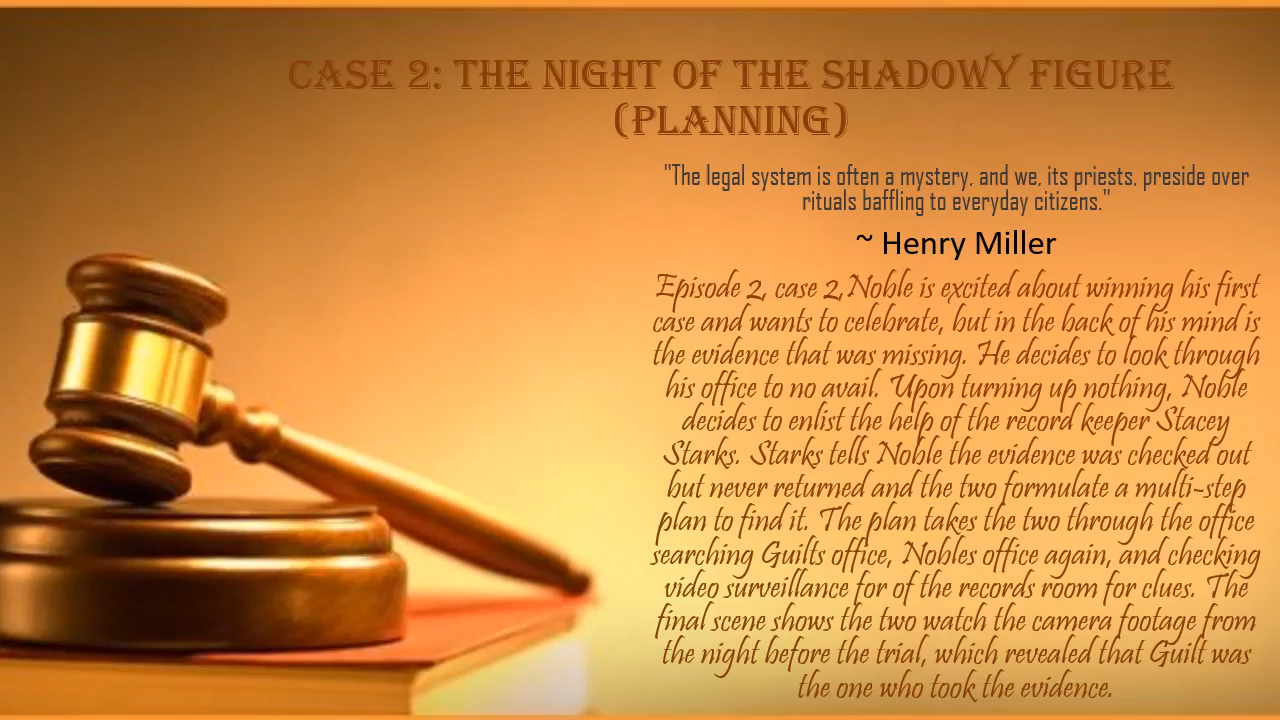 CASE 2: THE NIGHT OF THE SHADOWY FIGURE
(PLANNING)
"The legal system is often a mystery, and we, its priests, preside over
rituals baffling to everyday citizens."
~ Henry Miller
Episode 2, case 2,Noble is excited about winning his first
case and wants to celebrate, but in the back of his mind is
the evidence that was missing. He decides to look through
his office to no avail. Upon turning up nothing, Noble
decides to enlist the help of the record keeper Stacey
Starks. Starks tells Noble the evidence was checked out
but never returned and the two formulate a multi-step
plan to find it. The plan takes the two through the office
searching Guilts office, Nobles office again, and checking
video surveillance for of the records room for clues. The
final scene shows the two watch the camera footage from
the night before the trial, which revealed that Guilt was
the one who took the evidence.